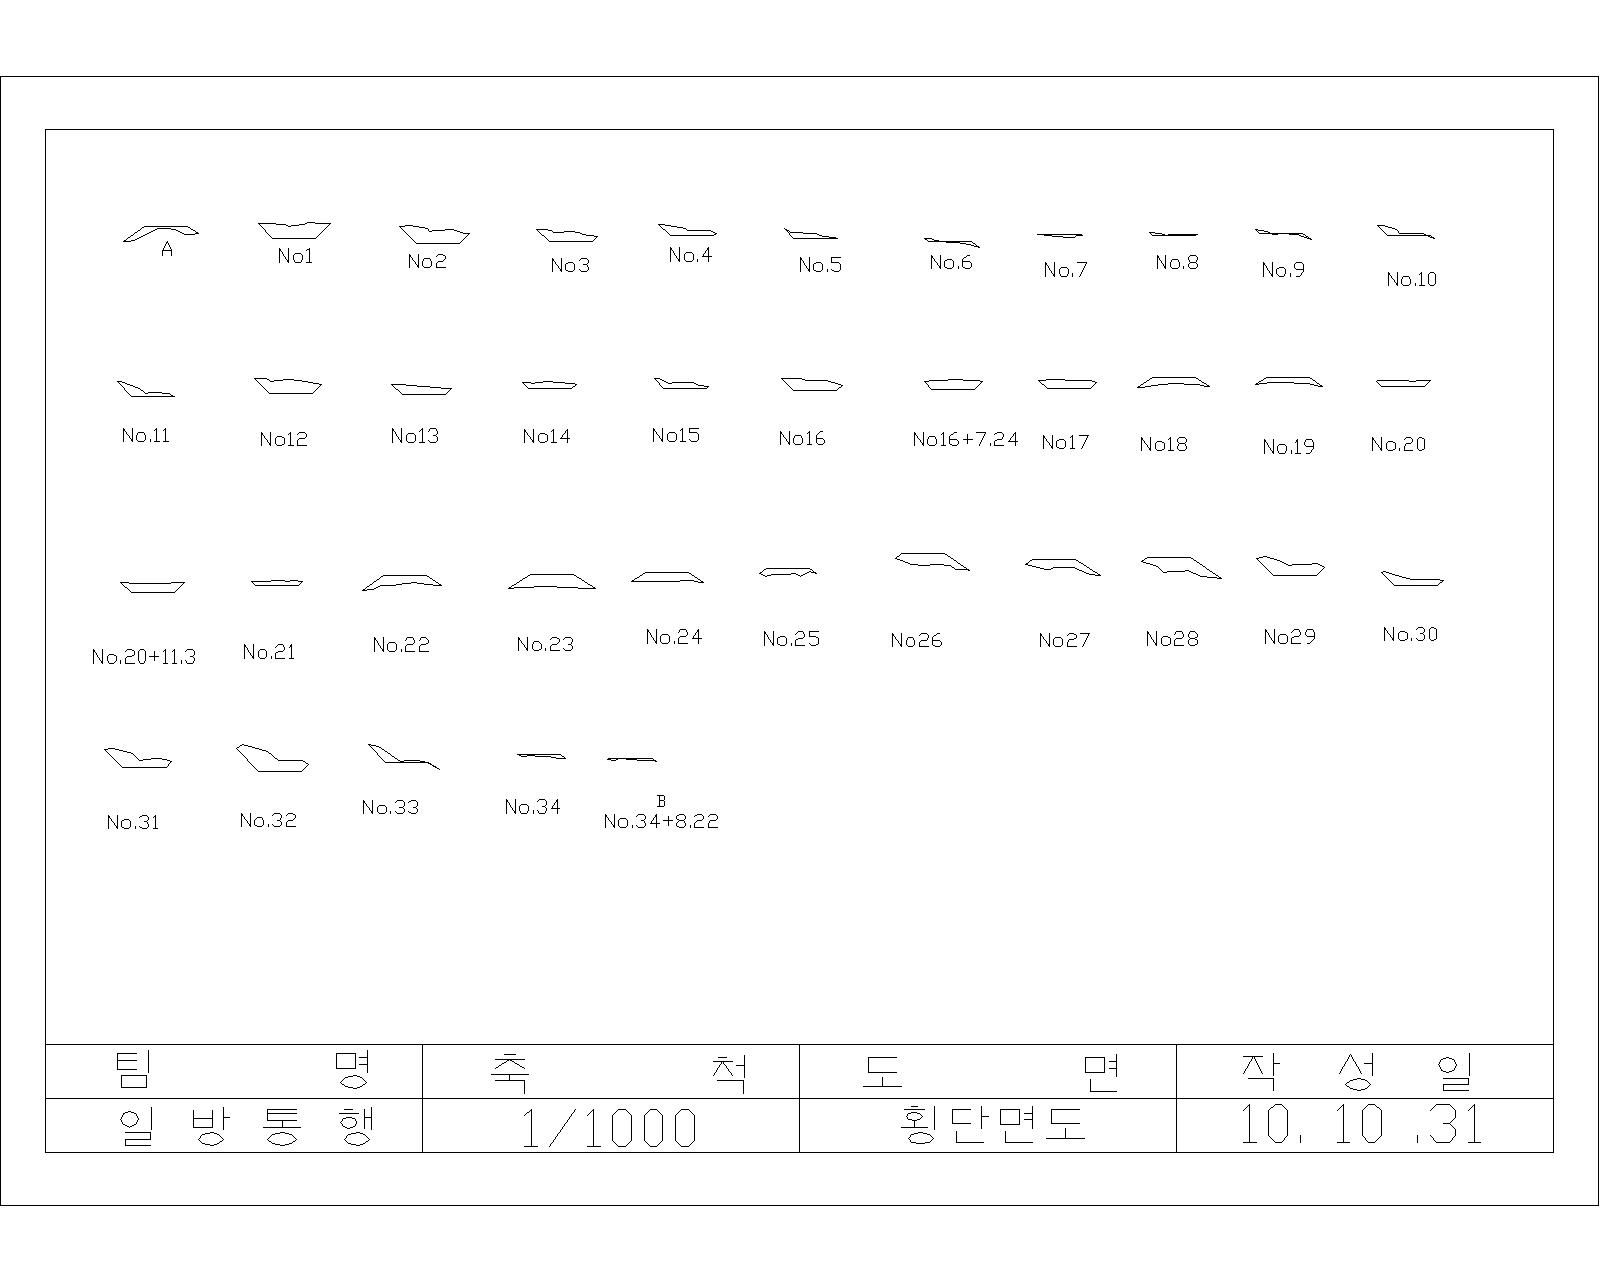 A No1 No2 No3 No.4 No.5 No.6 No.7 No.8 No.9 No.10
No.11 No12 No13 No14 No15 No16 No16+7.24 No17 No18 No.19 No.20
No.20+11.3 No.21 No.22 No.23 No.24 No.25 No26 No27 No28 No29 No.30
No.31 No.32 No.33 No.34 B
No.34+8.22
팀 명 축 척 도 면 작 성 일
일 방 통 행 1/1000 횡단면도 10. 10 .31